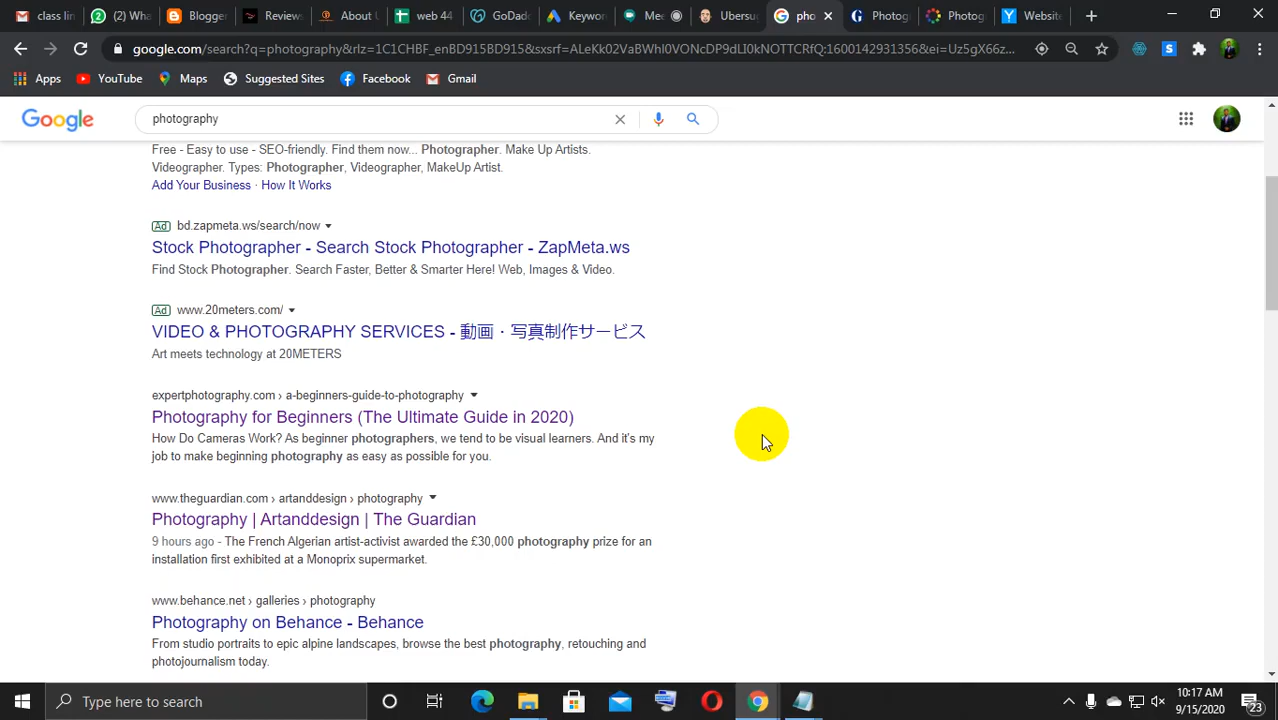 class lin
(2) Wha
Blogger
Reviews
About U
web 44
GoDadd
Keywor
Mee
Ubersug
pho
Photog
Photog
Website
google.com/search?q=photography&rlz=1C1CHBF_enBD915BD915&sxsrf=ALeKk02VaBWhI0VONcDP9dLI0kNOTTCRfQ:1600142931356&ei=Uz5gX66z...
Apps
YouTube
Maps
Suggested Sites
Facebook
Gmail
Google
photography
Free - Easy to use - SEO-friendly. Find them now... Photographer. Make Up Artists.
Videographer. Types: Photographer, Videographer, MakeUp Artist.
Add Your Business · How It Works
Ad bd.zapmeta.ws/search/now
Stock Photographer - Search Stock Photographer - ZapMeta.ws
Find Stock Photographer. Search Faster, Better & Smarter Here! Web, Images & Video.
Ad www.20meters.com/
VIDEO & PHOTOGRAPHY SERVICES - 動画・写真制作サービス
Art meets technology at 20METERS
expertphotography.com › a-beginners-guide-to-photography
Photography for Beginners (The Ultimate Guide in 2020)
How Do Cameras Work? As beginner photographers, we tend to be visual learners. And it's my
job to make beginning photography as easy as possible for you.
www.theguardian.com › artanddesign › photography
Photography | Artanddesign | The Guardian
9 hours ago - The French Algerian artist-activist awarded the £30,000 photography prize for an
installation first exhibited at a Monoprix supermarket.
www.behance.net › galleries › photography
Photography on Behance - Behance
From studio portraits to epic alpine landscapes, browse the best photography, retouching and
photojournalism today.
Type here to search
10:17 AM
9/15/2020
23